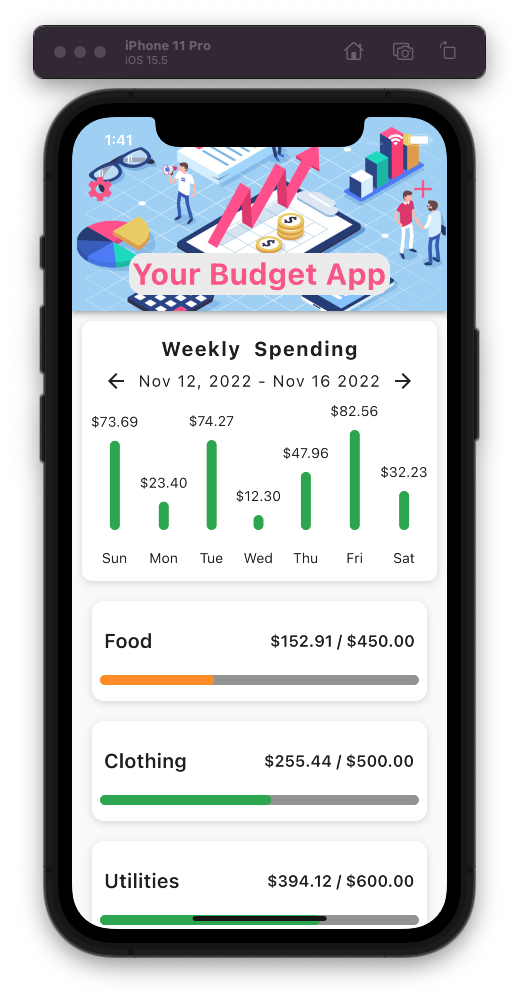 iPhone 11 Pro
iOS 15.5
1:41
Your Budget App
Weekly Spending
Nov 12, 2022 - Nov 16 2022
$73.69 $23.40 $74.27 $12.30 $47.96 $82.56 $32.23
Sun Mon Tue Wed Thu Fri Sat
Food $152.91 / $450.00
Clothing $255.44 / $500.00
Utilities $394.12 / $600.00